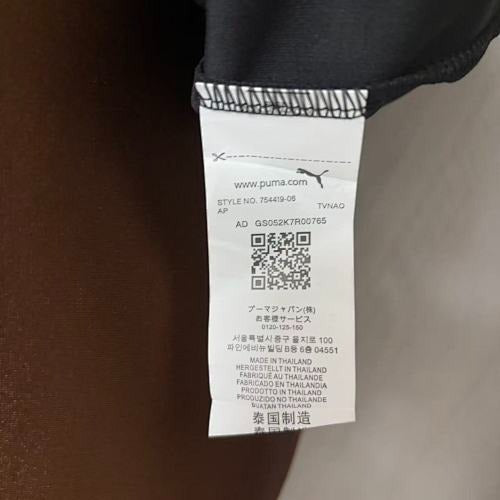 www.puma.com
STYLE NO. 754419-06
AP TVNAQ
AD GS052K7R00765
プーマジャパン(株)
お客様サービス
0120-125-150
서울특별시 중구 을지로 100
파인에비뉴빌딩 B동 6층 04551
MADE IN THAILAND
HERGESTELLT IN THAILAND
FABRIQUÉ AU THAILANDE
FABRICADO EN THAILANDIA
PRODOTTO IN THAILAND
PRODUZIDO NO THAILANDE
BUATAN THAILAND
泰国制造